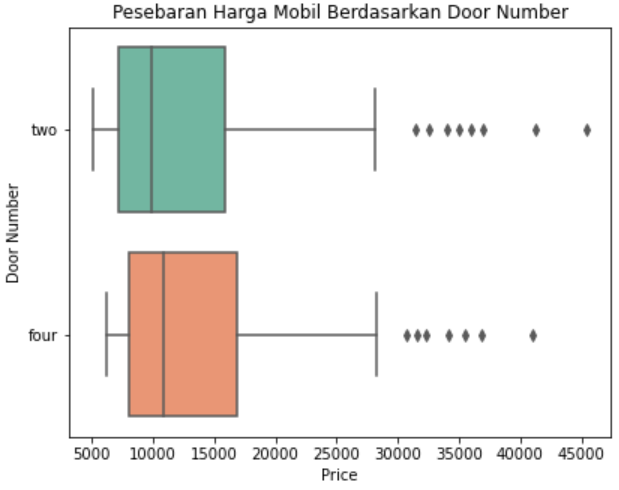 Pesebaran Harga Mobil Berdasarkan Door Number
two
Door Number
four
5000 10000 15000 20000 25000 30000 35000 40000 45000
Price